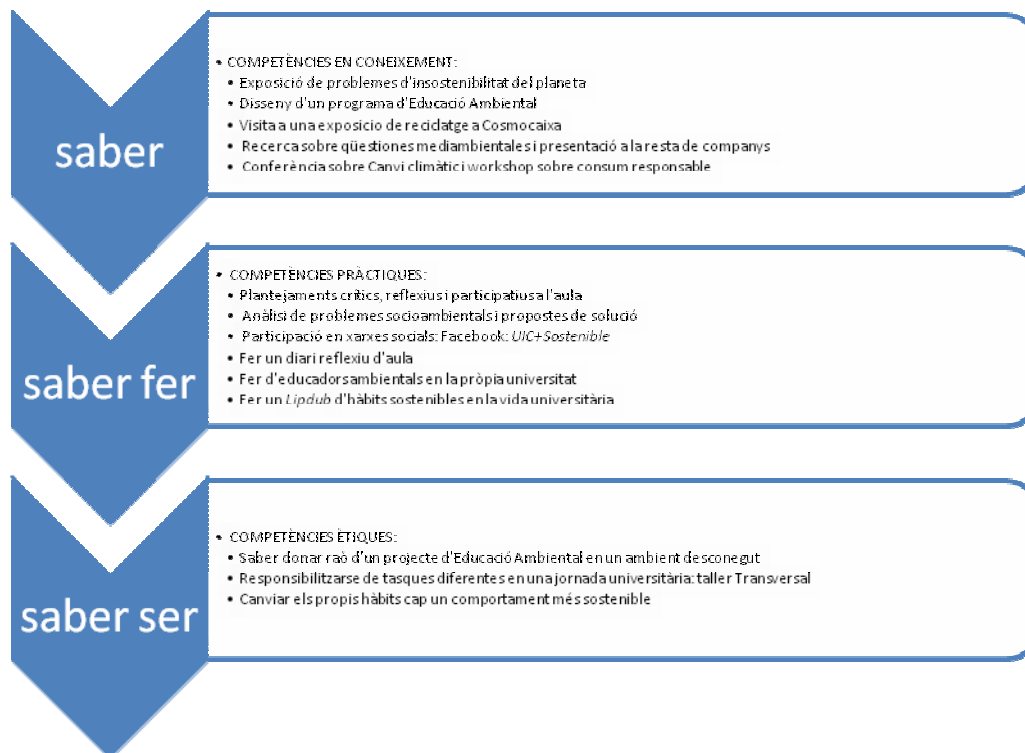 saber
• COMPETÈNCIES EN CONEIXEMENT:
• Exposició de problemes d'insostenibilitat del planeta
• Disseny d'un programa d'Educació Ambiental
• Visita a una exposicio de reciclatge a Cosmocaixa
• Recerca sobre qüestions mediambientales i presentació a la resta de companys
• Conferència sobre Canvi climàtic i workshop sobre consum responsable
saber fer
• COMPETÈNCIES PRÀCTIQUES:
• Plantejaments crítics, reflexius i participatius a l'aula
• Anàlisi de problemes socioambientals i propostes de solució
• Participació en xarxes socials: Facebook: UIC+Sostenible
• Fer un diari reflexiu d'aula
• Fer d'educadors ambientals en la pròpia universitat
• Fer un Lipdub d'hàbits sostenibles en la vida universitària
saber ser
• COMPETÈNCIES ÈTIQUES:
• Saber donar raò d'un projecte d'Educació Ambiental en un ambient desconegut
• Responsibilitzarse de tasques diferentes en una jornada universitària: taller Transversal
• Canviar els propis hàbits cap un comportament més sostenible